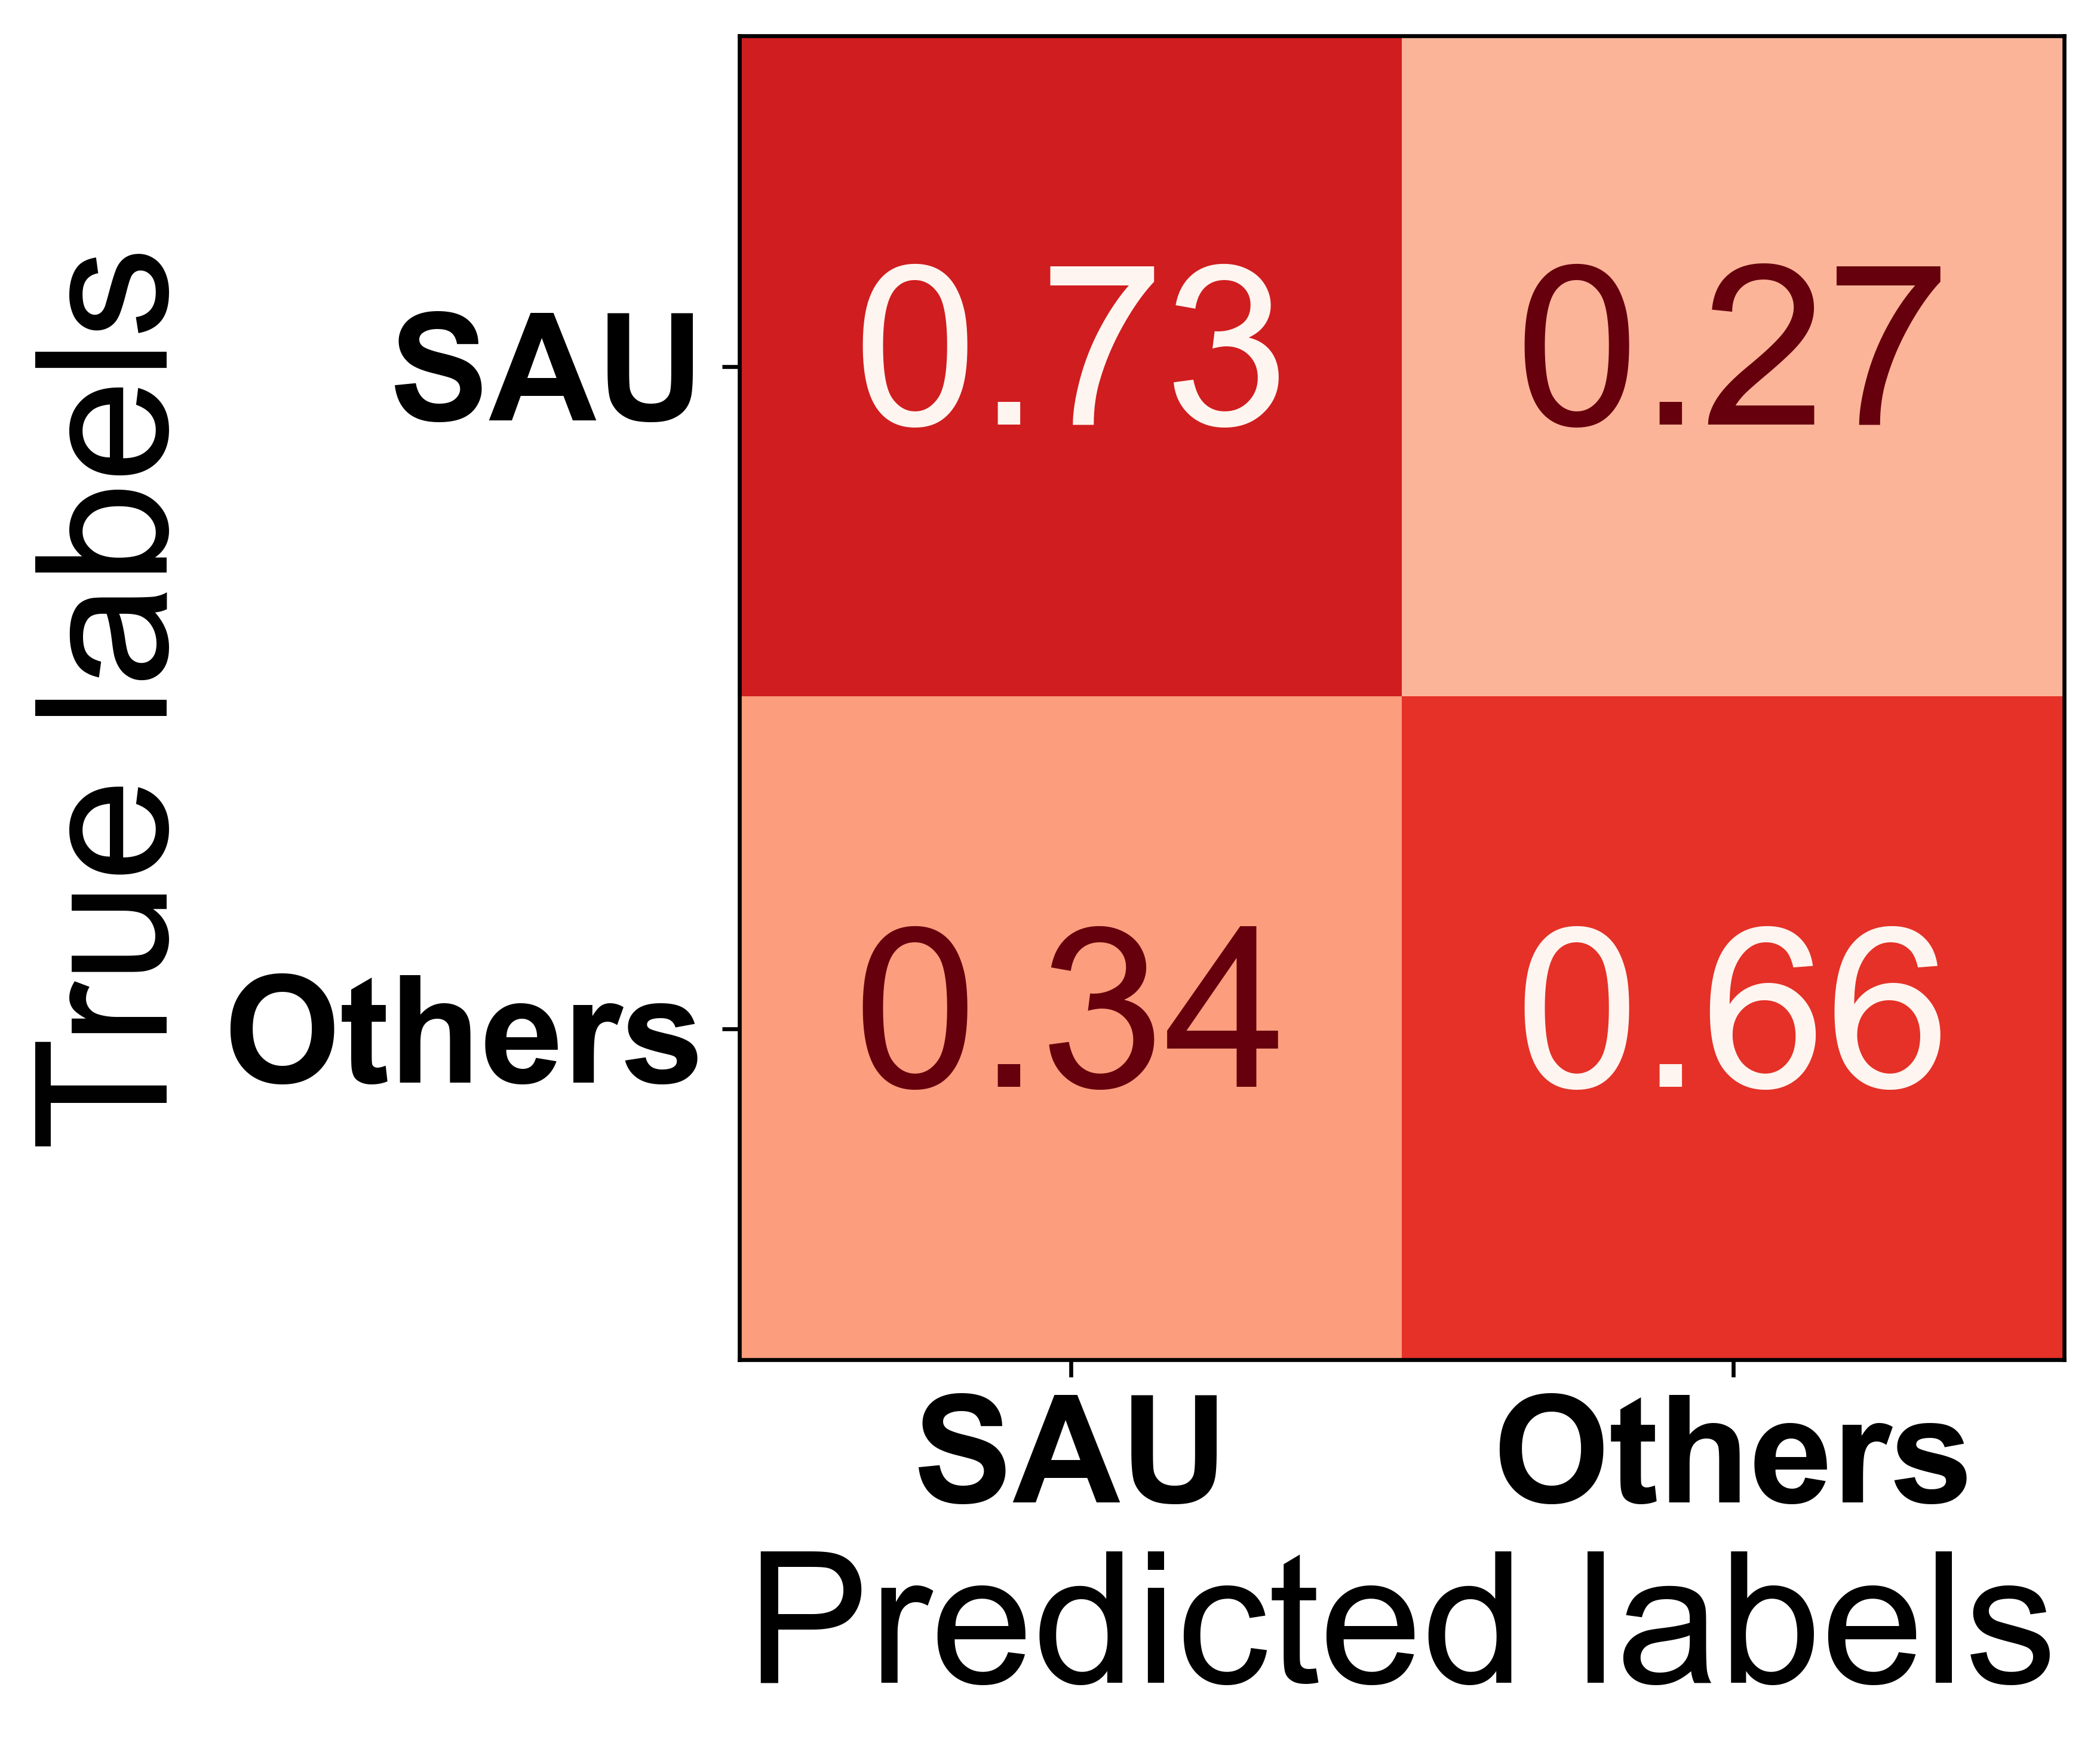 True labels
SAU
0.73 0.27
Others
0.34 0.66
SAU Others
Predicted labels